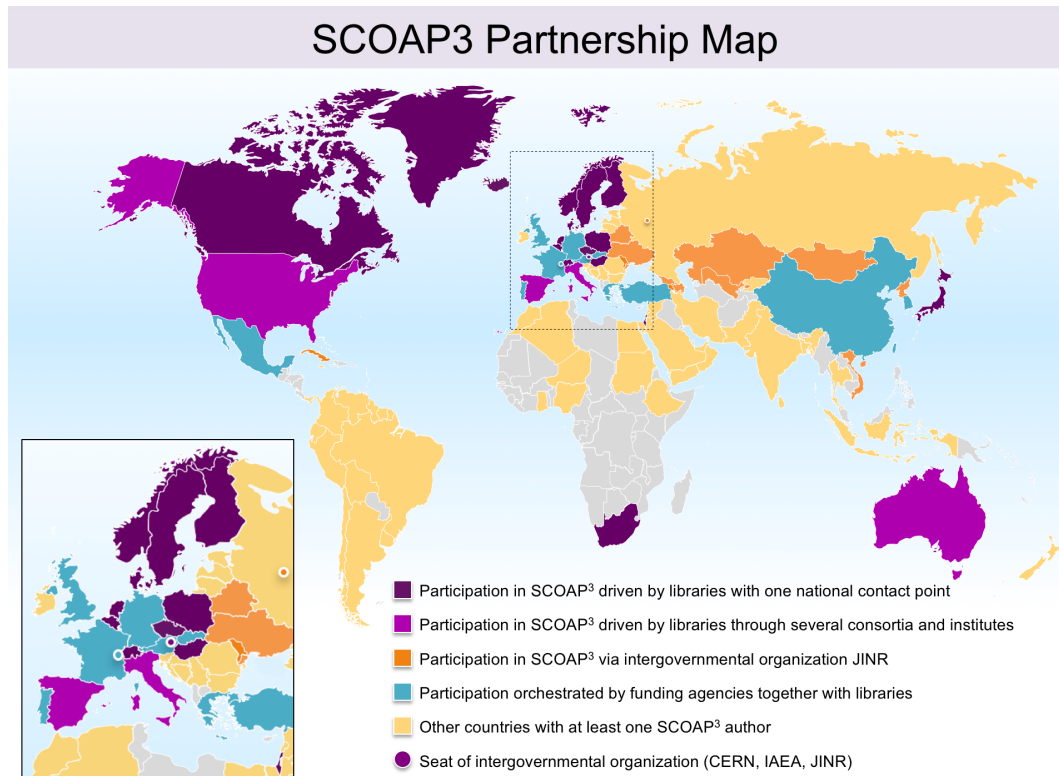 SCOAP3 Partnership Map
Participation in SCOAP³ driven by libraries with one national contact point
Participation in SCOAP³ driven by libraries through several consortia and institutes
Participation in SCOAP³ via intergovernmental organization JINR
Participation orchestrated by funding agencies together with libraries
Other countries with at least one SCOAP³ author
Seat of intergovernmental organization (CERN, IAEA, JINR)